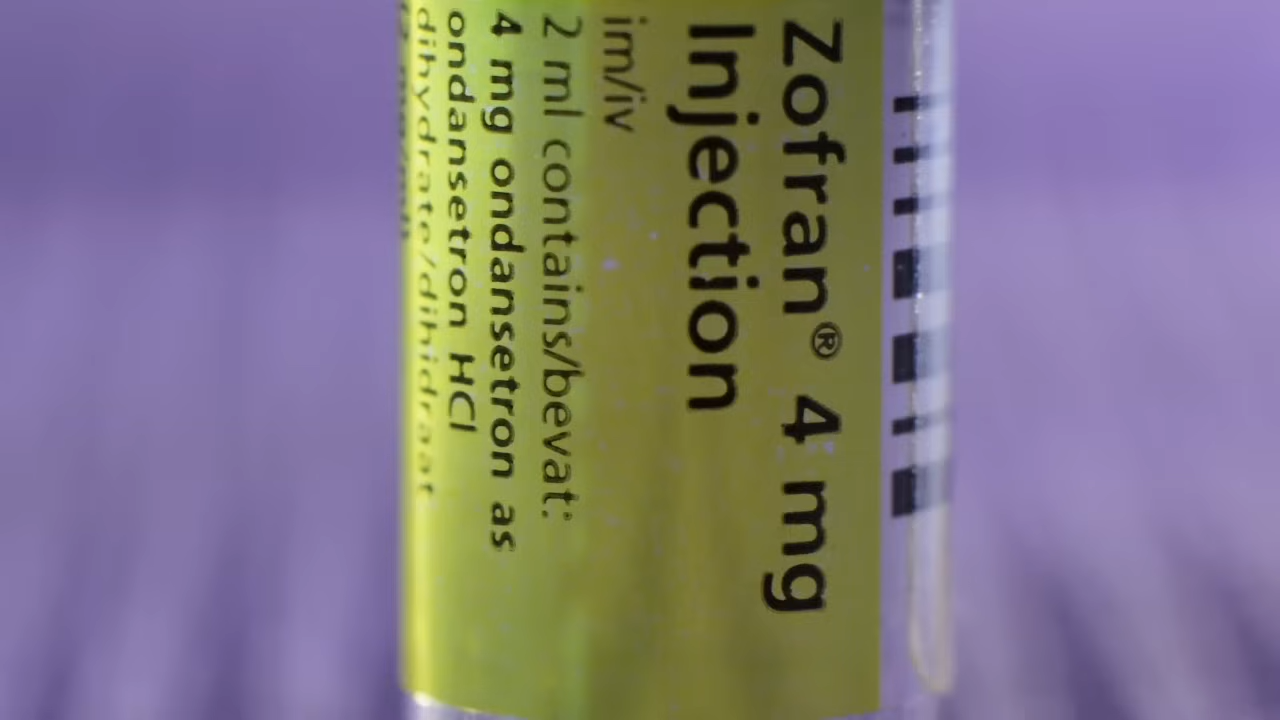 Zofran® 4 mg
Injection
im/iv
2 ml contains/bevat:
4 mg ondansetron as
ondansetron HCl
dihydrate/dihidraat